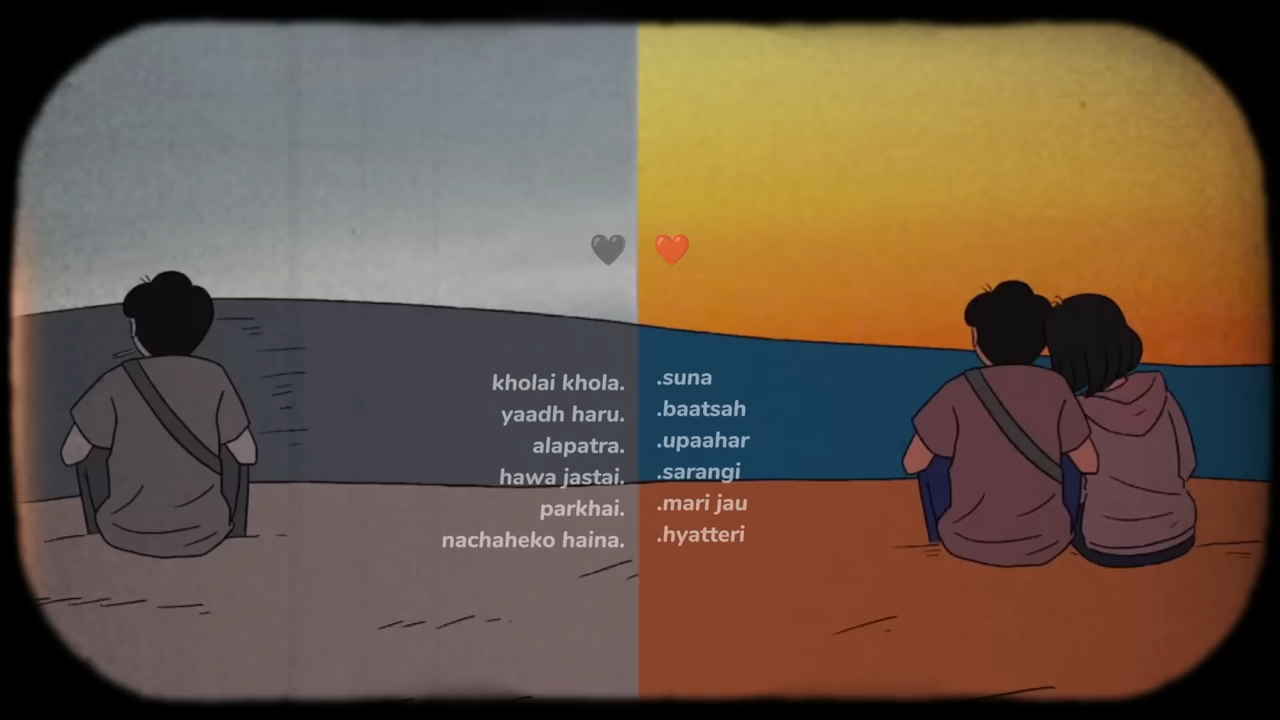 kholai khola.
yaadh haru.
alapatra.
hawa jastai.
parkhai.
nachaheko haina.
.suna
.baatsah
.upaahar
.sarangi
.mari jau
.hyatteri